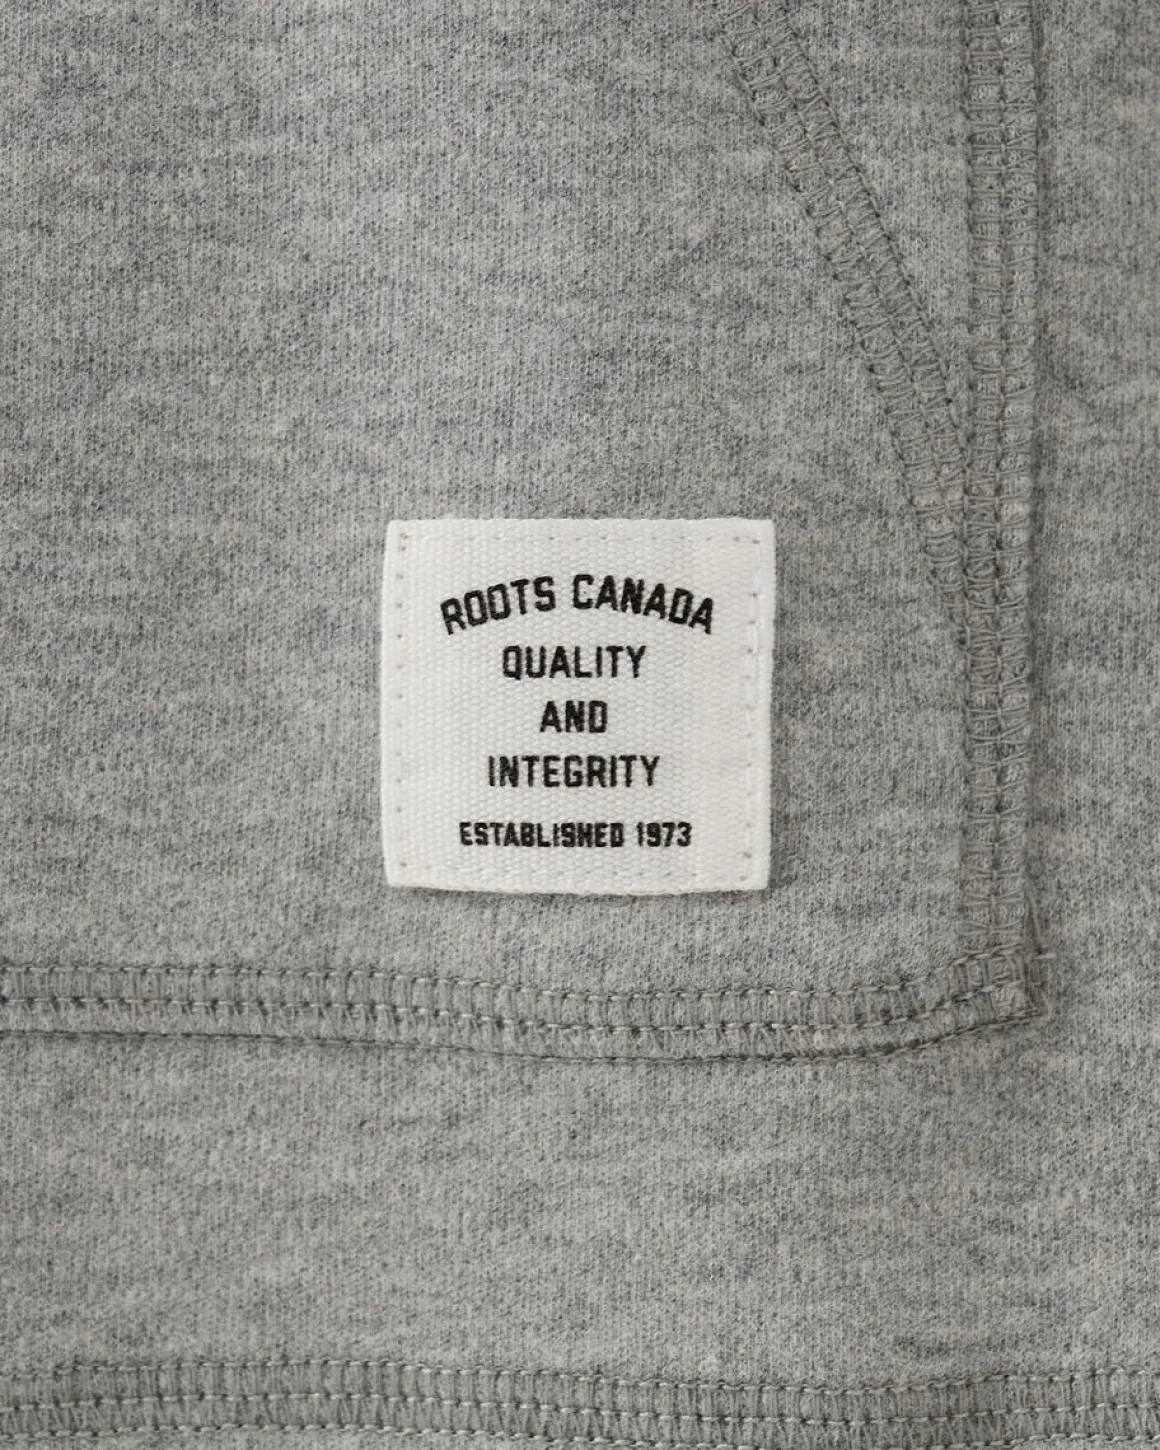 ROOTS CANADA
QUALITY
AND
INTEGRITY
ESTABLISHED 1973